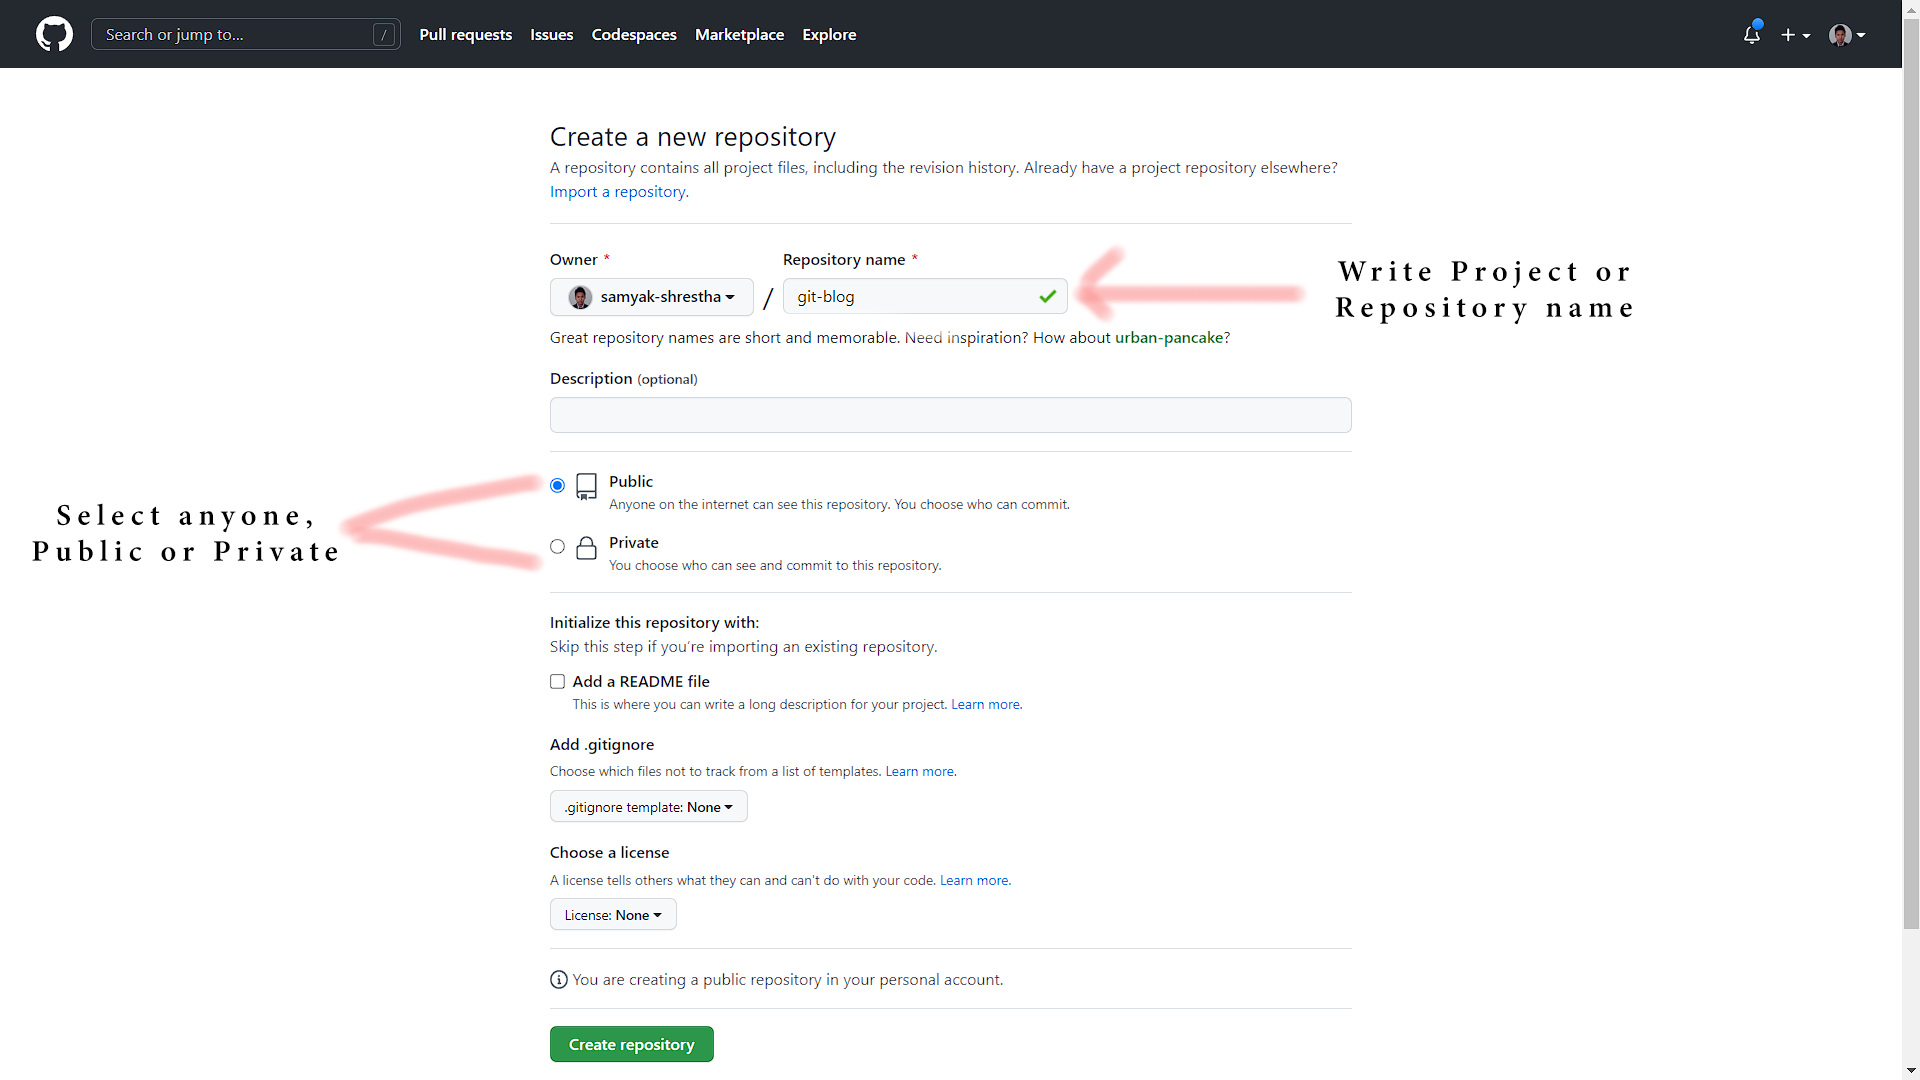 Search or jump to... /
Pull requests Issues Codespaces Marketplace Explore
Create a new repository
A repository contains all project files, including the revision history. Already have a project repository elsewhere?
Import a repository.
Owner * Repository name *
samyak-shrestha / git-blog
Write Project or
Repository name
Great repository names are short and memorable. Need inspiration? How about urban-pancake?
Description (optional)
Select anyone,
Public or Private
Public
Anyone on the internet can see this repository. You choose who can commit.
Private
You choose who can see and commit to this repository.
Initialize this repository with:
Skip this step if you're importing an existing repository.
Add a README file
This is where you can write a long description for your project. Learn more.
Add .gitignore
Choose which files not to track from a list of templates. Learn more.
.gitignore template: None
Choose a license
A license tells others what they can and can't do with your code. Learn more.
License: None
You are creating a public repository in your personal account.
Create repository